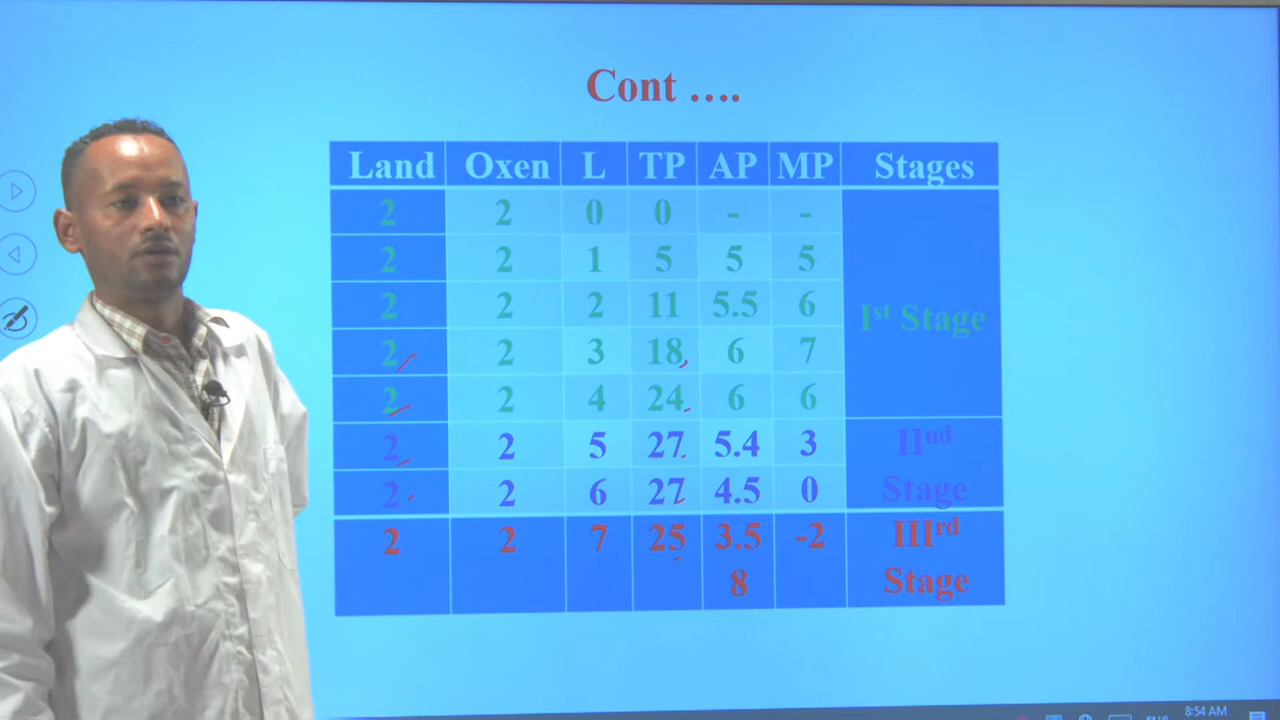 Cont ….
Land Oxen L TP AP MP Stages
2 2 0 0 - -
2 2 1 5 5 5
2 2 2 11 5.5 6
Ist Stage
2 2 3 18 6 7
2 2 4 24 6 6
2 2 5 27 5.4 3 IInd
2 2 6 27 4.5 0 Stage
2 2 7 25 3.5 -2 IIIrd
8 Stage
8:54 AM